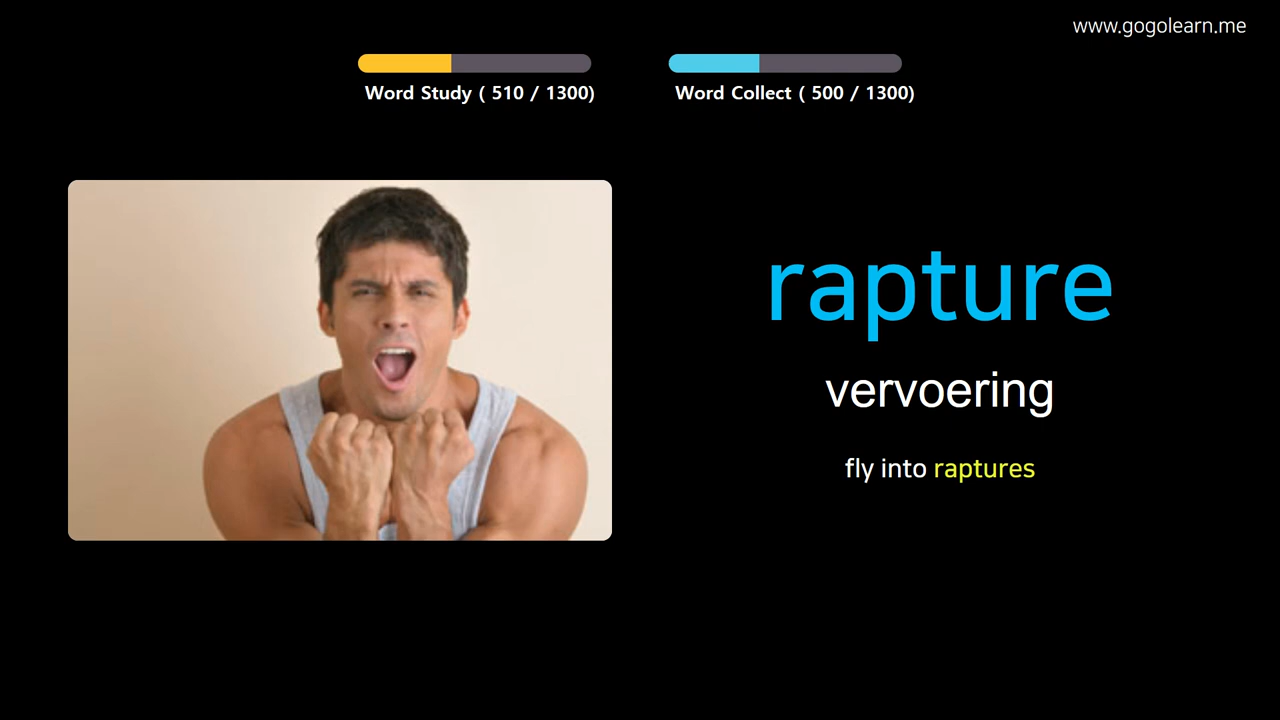 www.gogolearn.me
Word Study ( 510 / 1300)
Word Collect ( 500 / 1300)
rapture
vervoering
fly into raptures